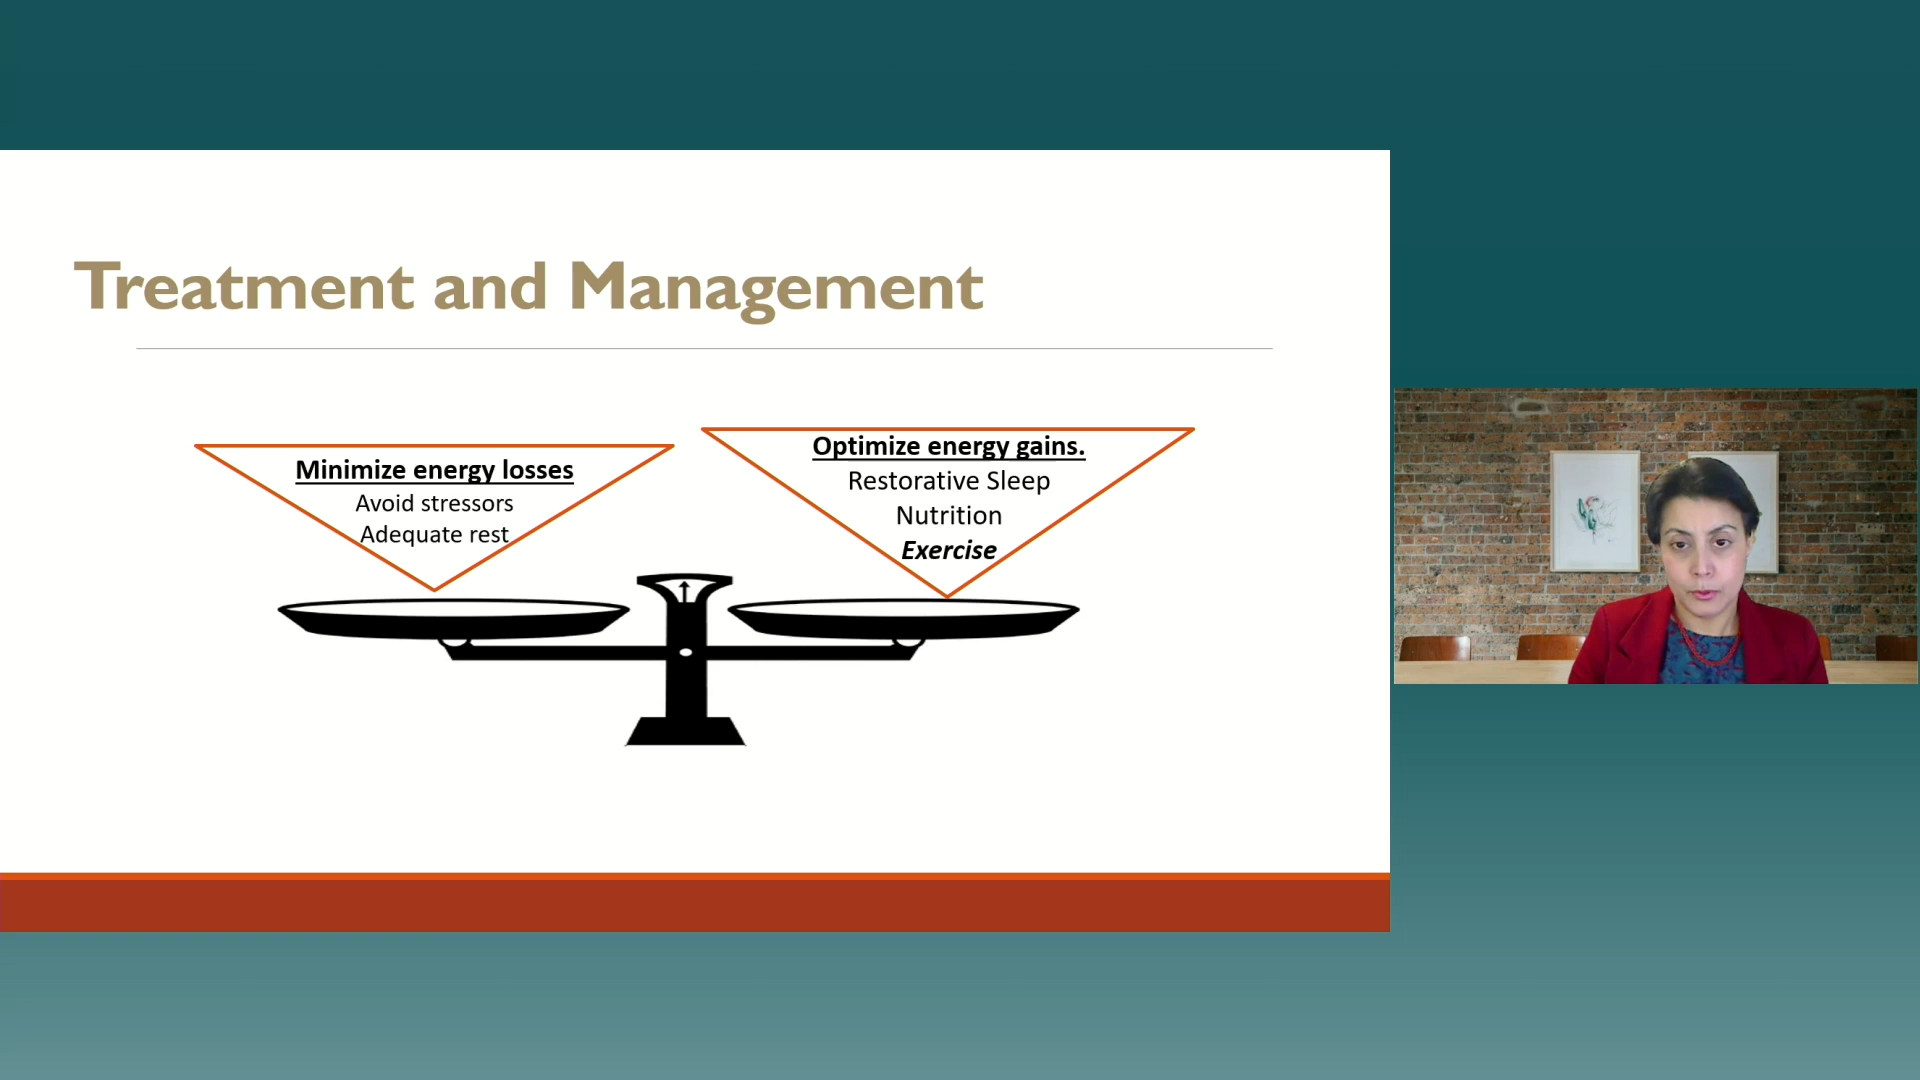 Treatment and Management
Minimize energy losses
Avoid stressors
Adequate rest
Optimize energy gains.
Restorative Sleep
Nutrition
Exercise